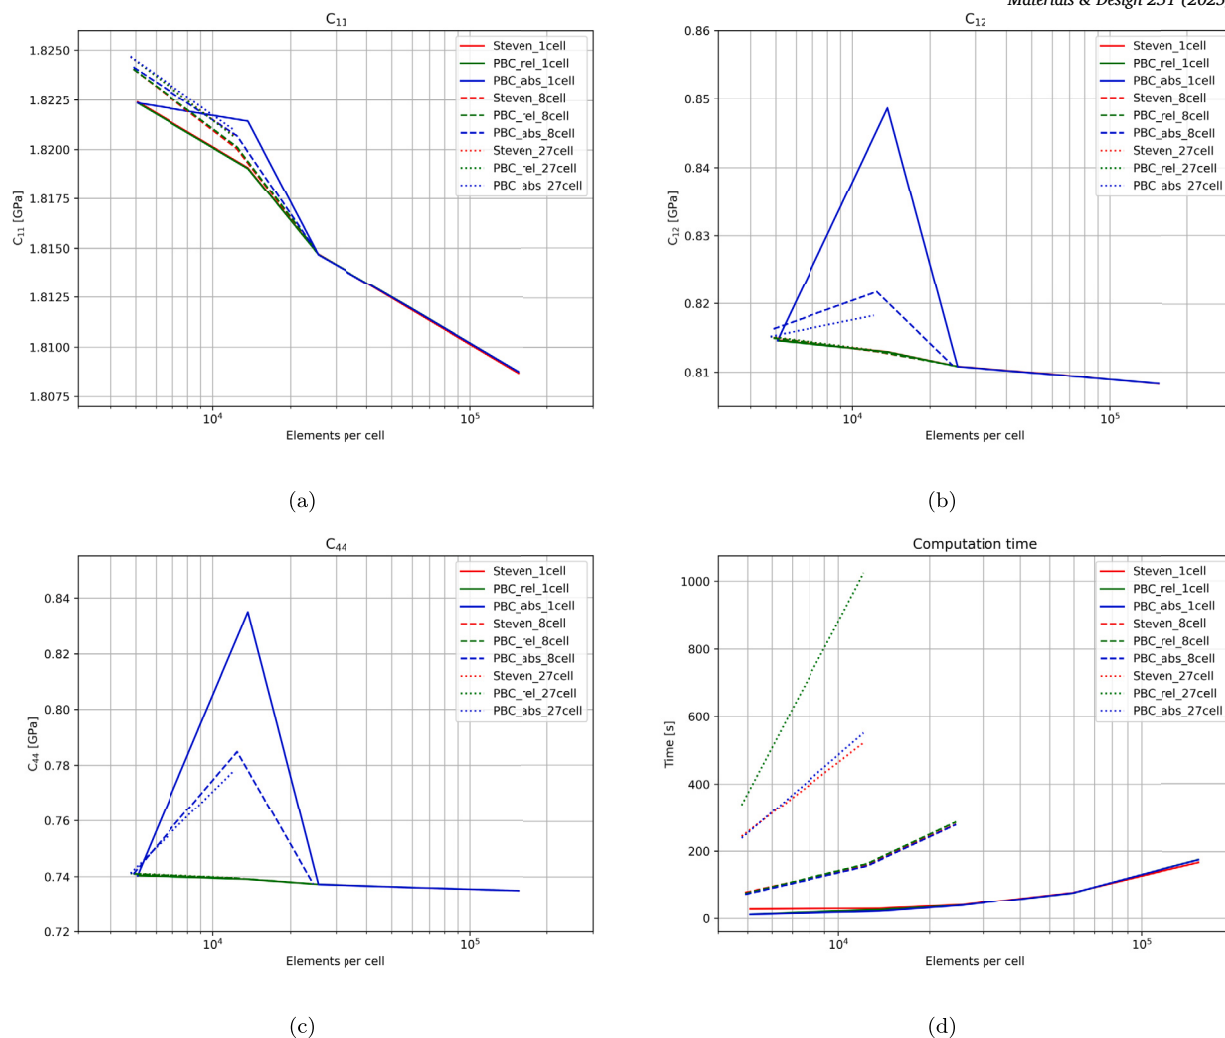 Materials & Design 231 (2023
C11
1.8250
1.8225
1.8200
1.8175
1.8150
1.8125
1.8100
1.8075
C11 [GPa]
10^4
10^5
Elements per cell
Steven_1cell
PBC_rel_1cell
PBC_abs_1cell
Steven_8cell
PBC_rel_8cell
PBC_abs_8cell
Steven_27cell
PBC_rel_27cell
PBC_abs_27cell
(a)
C12
0.86
0.85
0.84
0.83
0.82
0.81
C12 [GPa]
10^4
10^5
Elements per cell
Steven_1cell
PBC_rel_1cell
PBC_abs_1cell
Steven_8cell
PBC_rel_8cell
PBC_abs_8cell
Steven_27cell
PBC_rel_27cell
PBC_abs_27cell
(b)
C44
0.84
0.82
0.80
0.78
0.76
0.74
0.72
C44 [GPa]
10^4
10^5
Elements per cell
Steven_1cell
PBC_rel_1cell
PBC_abs_1cell
Steven_8cell
PBC_rel_8cell
PBC_abs_8cell
Steven_27cell
PBC_rel_27cell
PBC_abs_27cell
(c)
Computation time
1000
800
600
400
200
0
Time [s]
10^4
10^5
Elements per cell
Steven_1cell
PBC_rel_1cell
PBC_abs_1cell
Steven_8cell
PBC_rel_8cell
PBC_abs_8cell
Steven_27cell
PBC_rel_27cell
PBC_abs_27cell
(d)